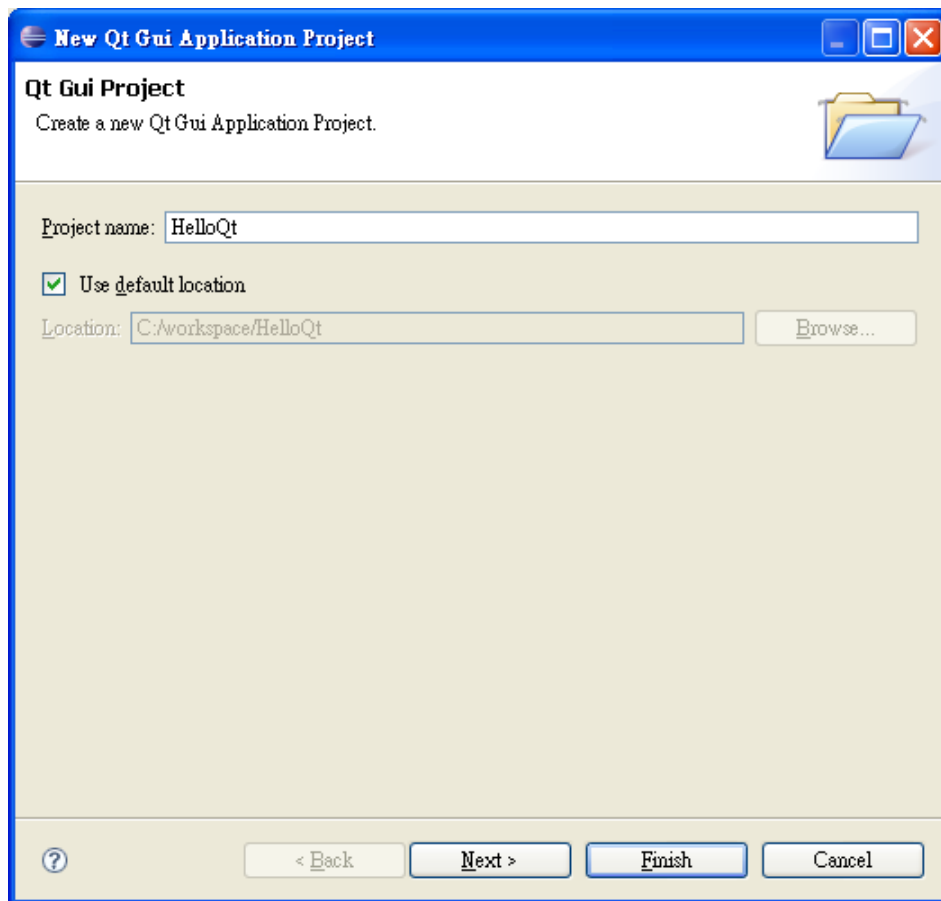 New Qt Gui Application Project
Qt Gui Project
Create a new Qt Gui Application Project.
Project name: HelloQt
Use default location
Location: C:/workspace/HelloQt Browse...
< Back Next > Finish Cancel